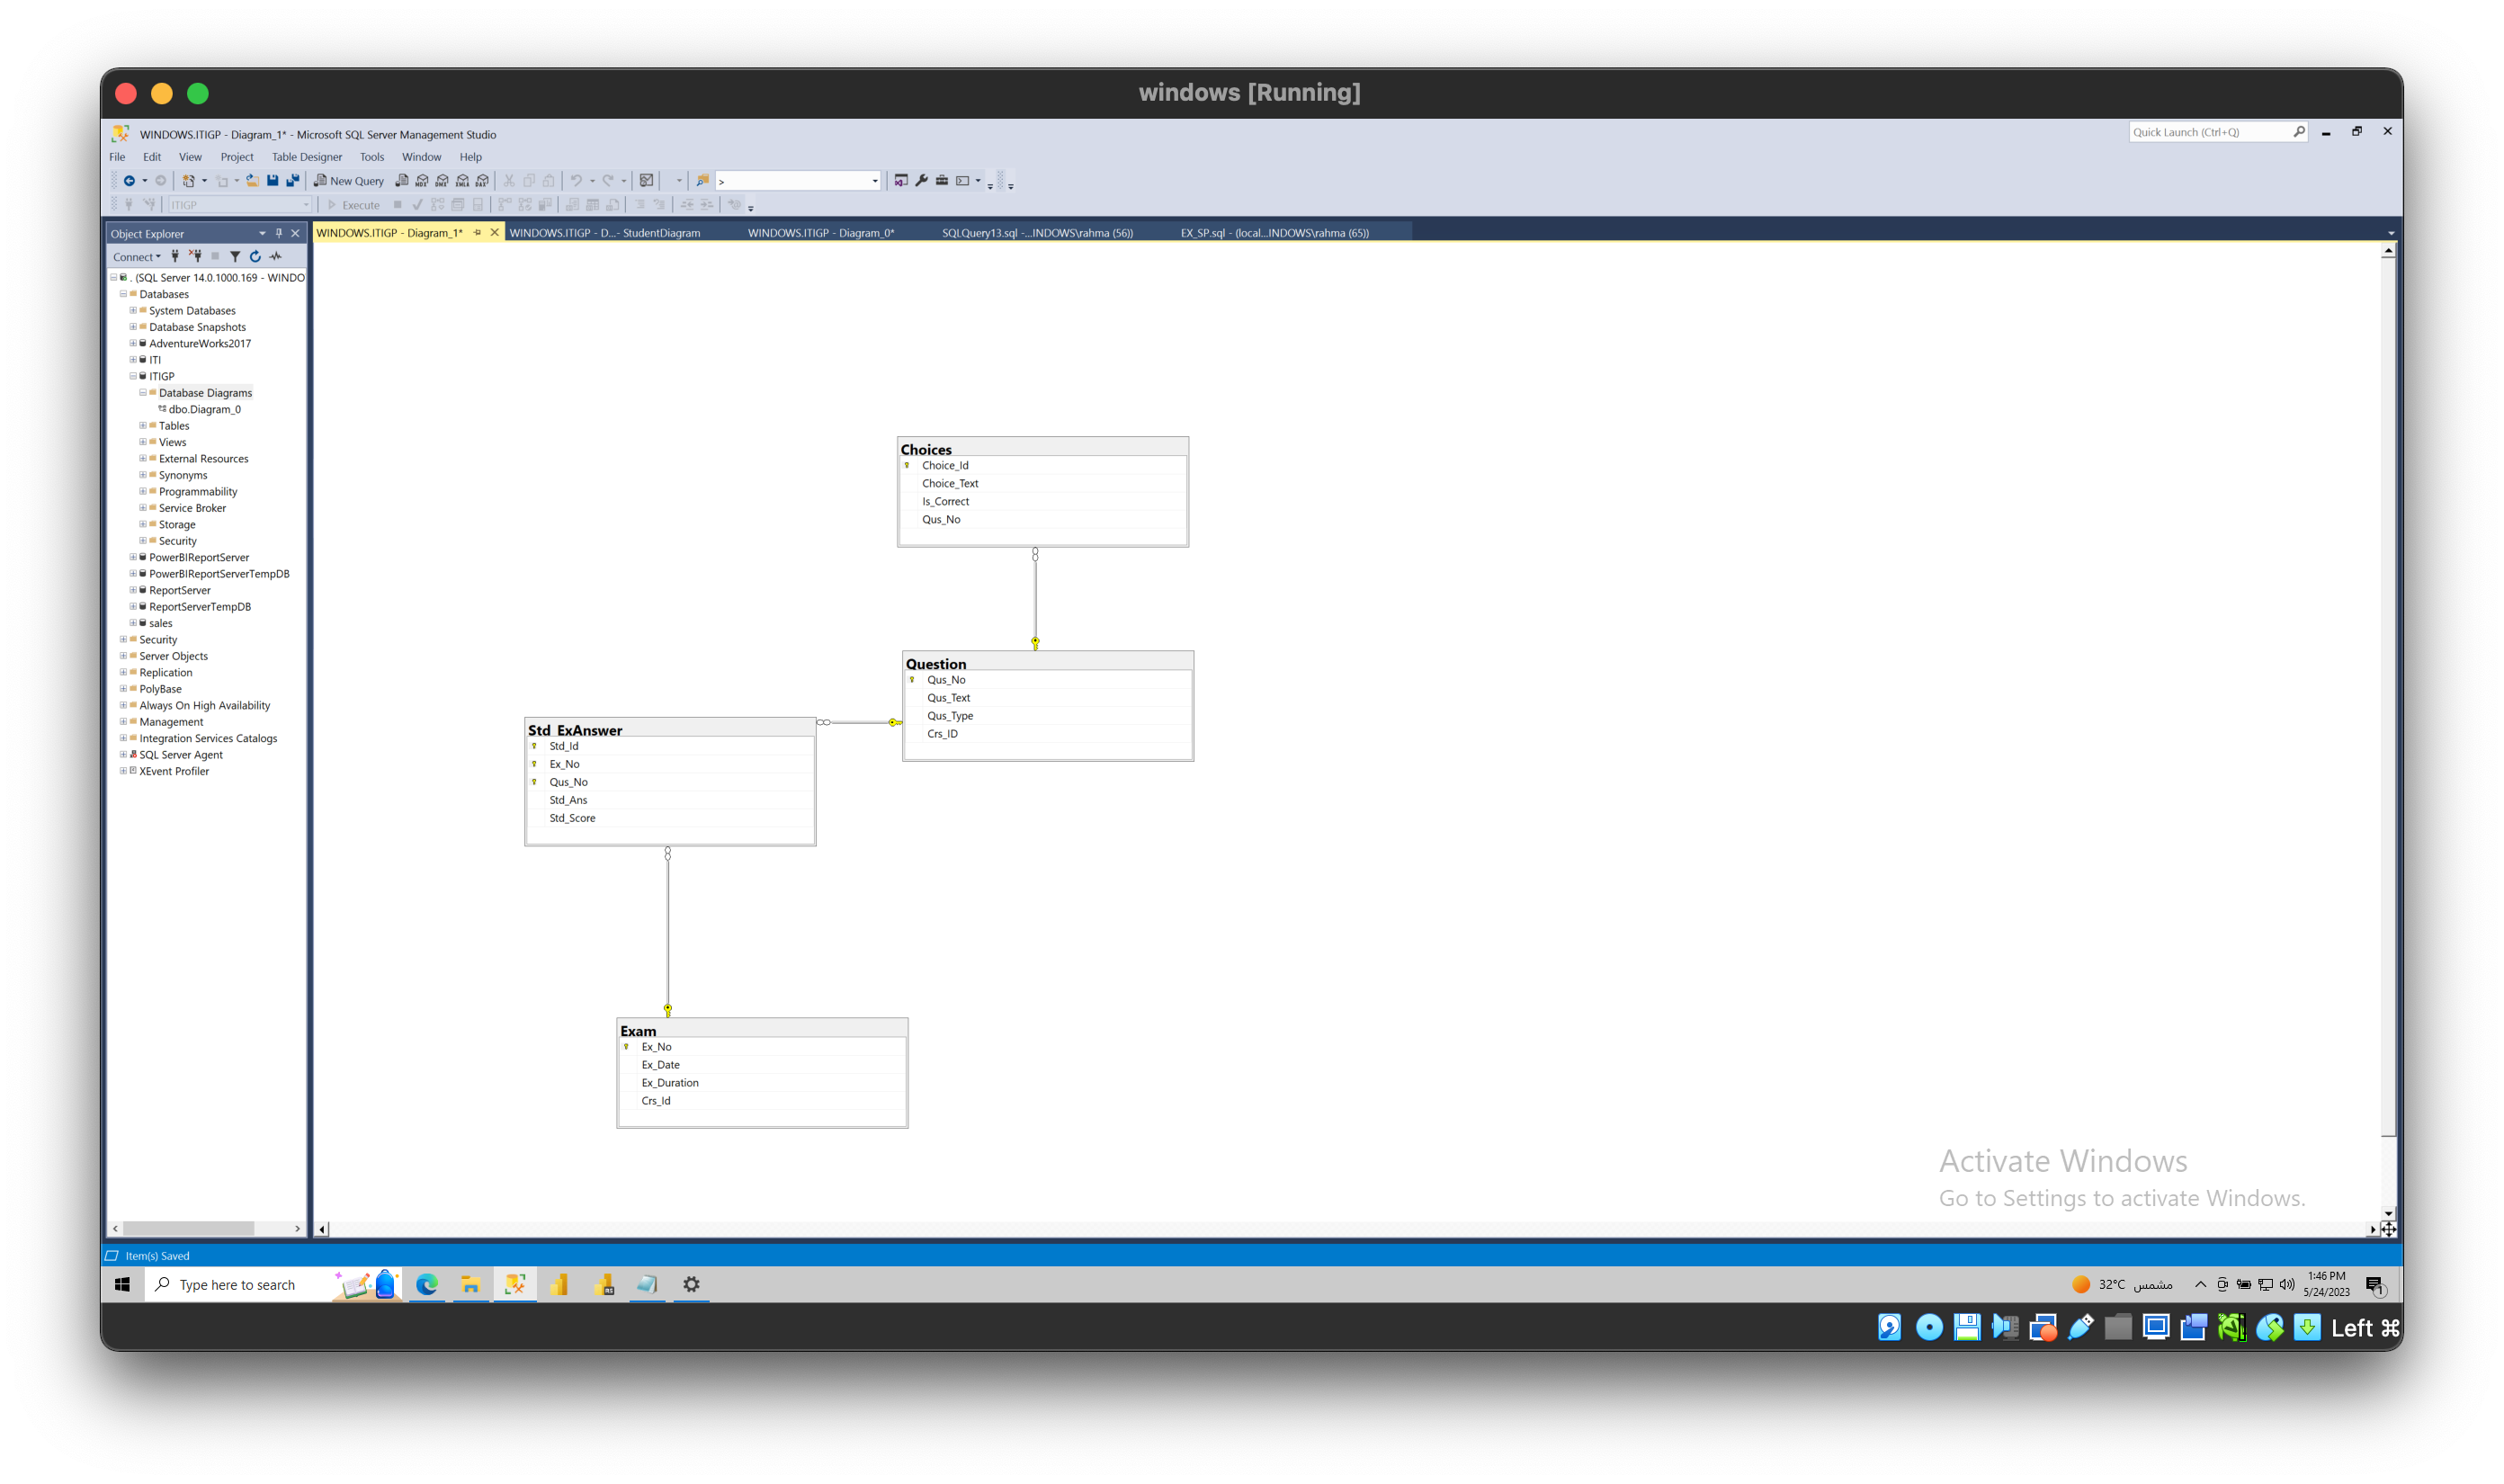 windows [Running]
WINDOWS.ITIGP - Diagram_1* - Microsoft SQL Server Management Studio
Quick Launch (Ctrl+Q)
File Edit View Project Table Designer Tools Window Help
New Query MDX DMX XMLA DAX >
ITIGP Execute
Object Explorer
WINDOWS.ITIGP - Diagram_1* WINDOWS.ITIGP - D...- StudentDiagram WINDOWS.ITIGP - Diagram_0* SQLQuery13.sql -...INDOWS\rahma (56)) EX_SP.sql - (local...INDOWS\rahma (65))
Connect
. (SQL Server 14.0.1000.169 - WINDO
Databases
System Databases
Database Snapshots
AdventureWorks2017
ITI
ITIGP
Database Diagrams
dbo.Diagram_0
Tables
Views
External Resources
Synonyms
Programmability
Service Broker
Storage
Security
PowerBIReportServer
PowerBIReportServerTempDB
ReportServer
ReportServerTempDB
sales
Security
Server Objects
Replication
PolyBase
Always On High Availability
Management
Integration Services Catalogs
SQL Server Agent
XEvent Profiler
Choices
Choice_Id
Choice_Text
Is_Correct
Qus_No
Question
Qus_No
Qus_Text
Qus_Type
Crs_ID
Std_ExAnswer
Std_Id
Ex_No
Qus_No
Std_Ans
Std_Score
Exam
Ex_No
Ex_Date
Ex_Duration
Crs_Id
Activate Windows
Go to Settings to activate Windows.
Item(s) Saved
Type here to search
32°C مشمس
1:46 PM
5/24/2023
1
Left ⌘